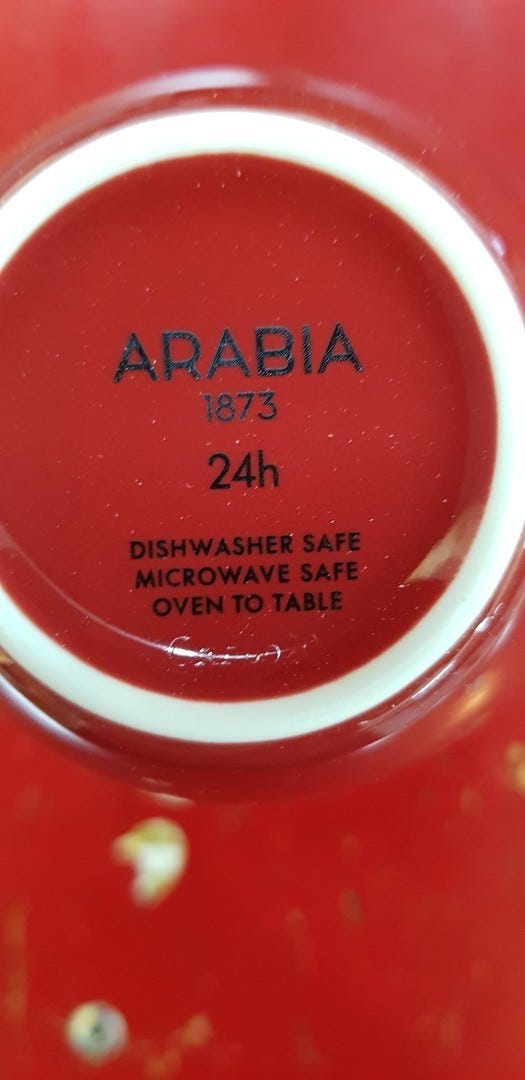 ARABIA
1873
24h
DISHWASHER SAFE
MICROWAVE SAFE
OVEN TO TABLE